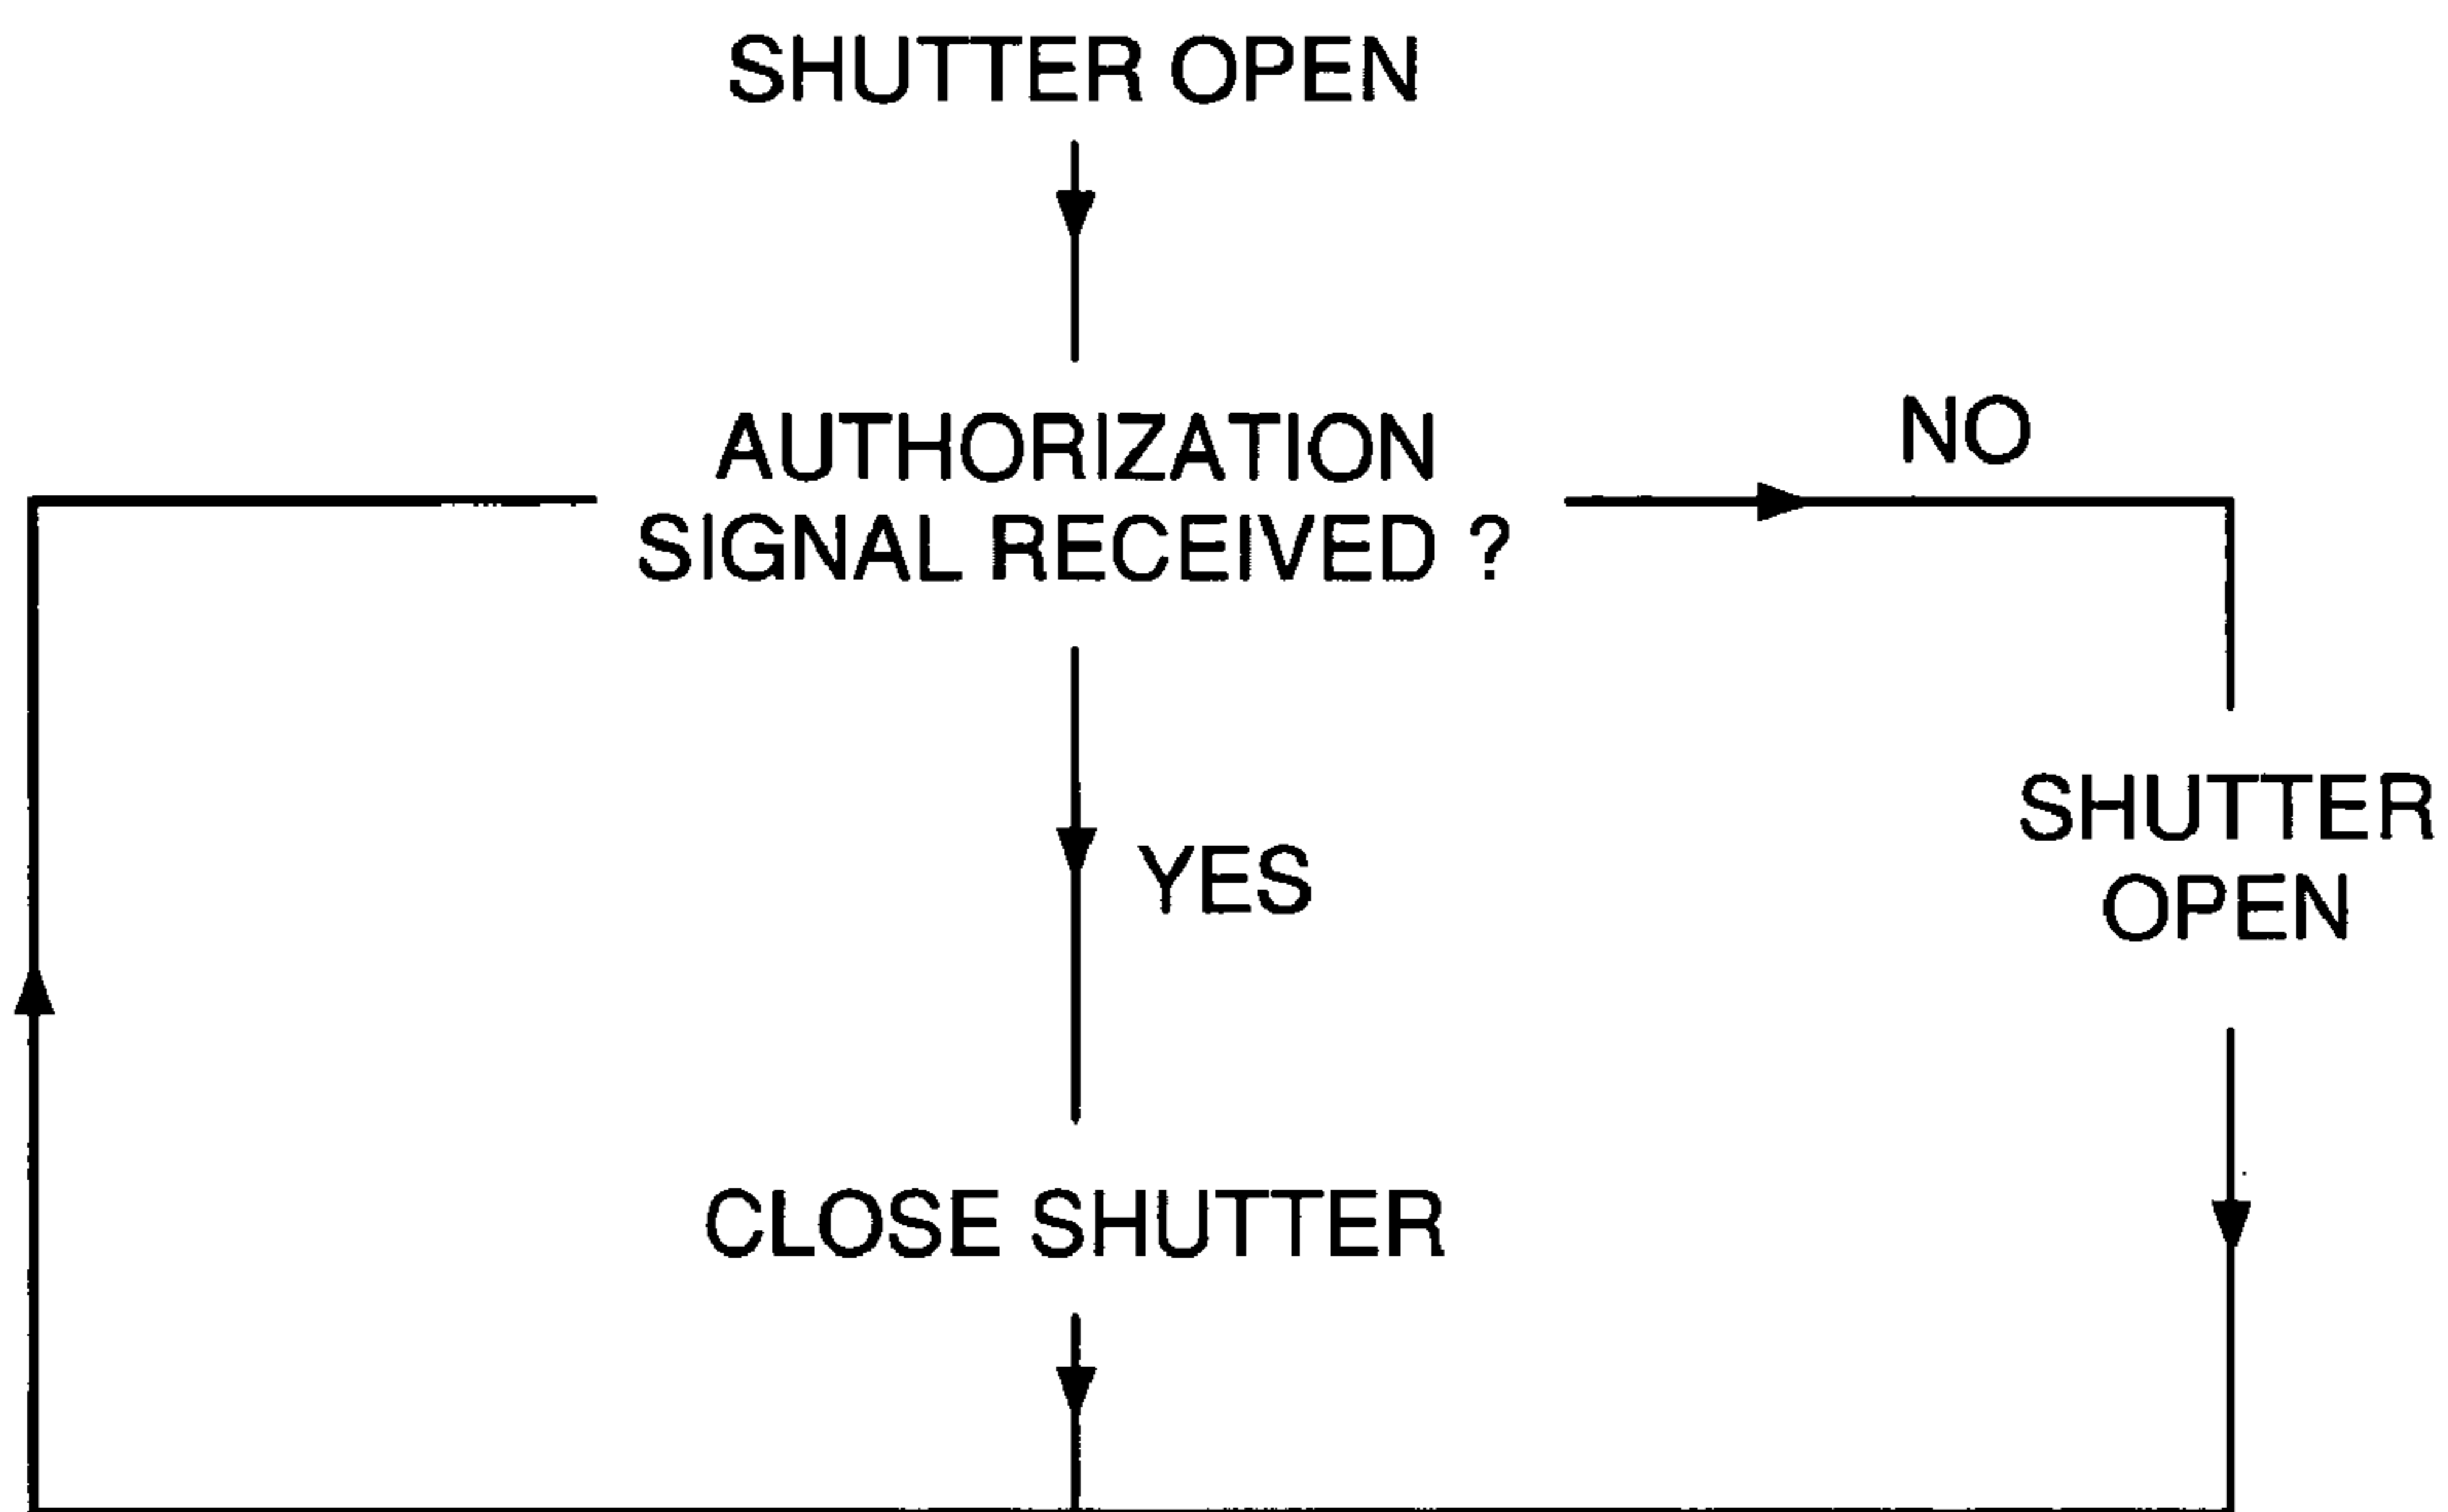 SHUTTER OPEN
AUTHORIZATION
SIGNAL RECEIVED ?
NO
YES
SHUTTER
OPEN
CLOSE SHUTTER